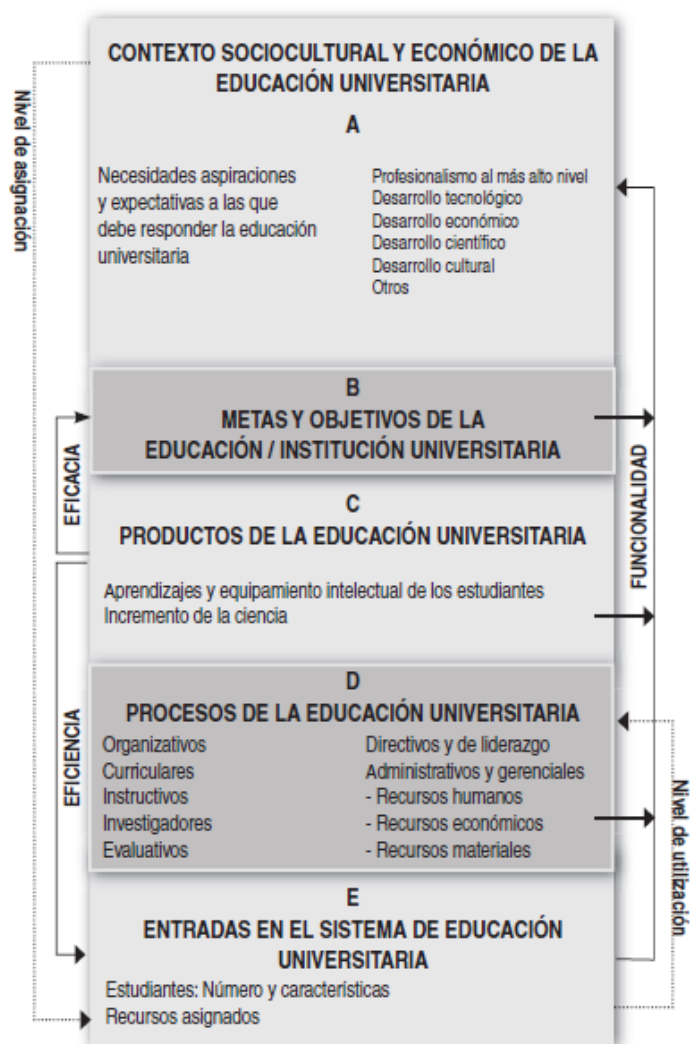 CONTEXTO SOCIOCULTURAL Y ECONÓMICO DE LA
EDUCACIÓN UNIVERSITARIA
A
Necesidades aspiraciones
y expectativas a las que
debe responder la educación
universitaria
Profesionalismo al más alto nivel
Desarrollo tecnológico
Desarrollo económico
Desarrollo científico
Desarrollo cultural
Otros
Nivel de asignación
B
METAS Y OBJETIVOS DE LA
EDUCACIÓN / INSTITUCIÓN UNIVERSITARIA
EFICACIA
FUNCIONALIDAD
C
PRODUCTOS DE LA EDUCACIÓN UNIVERSITARIA
Aprendizajes y equipamiento intelectual de los estudiantes
Incremento de la ciencia
D
PROCESOS DE LA EDUCACIÓN UNIVERSITARIA
Organizativos
Curriculares
Instructivos
Investigadores
Evaluativos
Directivos y de liderazgo
Administrativos y gerenciales
- Recursos humanos
- Recursos económicos
- Recursos materiales
EFICIENCIA
Nivel de utilización
E
ENTRADAS EN EL SISTEMA DE EDUCACIÓN
UNIVERSITARIA
Estudiantes: Número y características
Recursos asignados